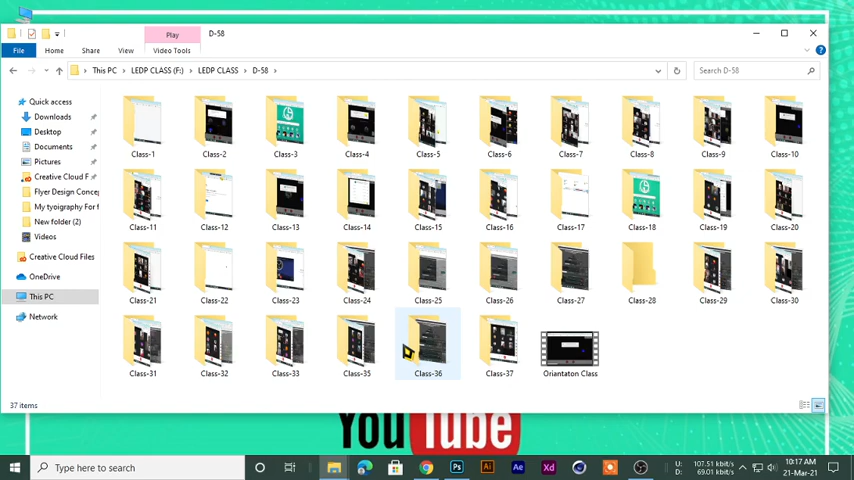 Play D-58
File Home Share View Video Tools
This PC LEDP CLASS (F:) LEDP CLASS D-58 Search D-58
Quick access
Downloads
Desktop
Documents
Pictures
Creative Cloud F
Flyer Design Concep
My tyoigraphy For f
New folder (2)
Videos
Creative Cloud Files
OneDrive
This PC
Network
Class-1 Class-2 Class-3 Class-4 Class-5 Class-6 Class-7 Class-8 Class-9 Class-10
Class-11 Class-12 Class-13 Class-14 Class-15 Class-16 Class-17 Class-18 Class-19 Class-20
Class-21 Class-22 Class-23 Class-24 Class-25 Class-26 Class-27 Class-28 Class-29 Class-30
Class-31 Class-32 Class-33 Class-35 Class-36 Class-37 Oriantaton Class
37 items
YouTube
Type here to search
Ps Ai Ae Xd
U: 107.51 kbit/s
D: 69.01 kbit/s
10:17 AM
21-Mar-21